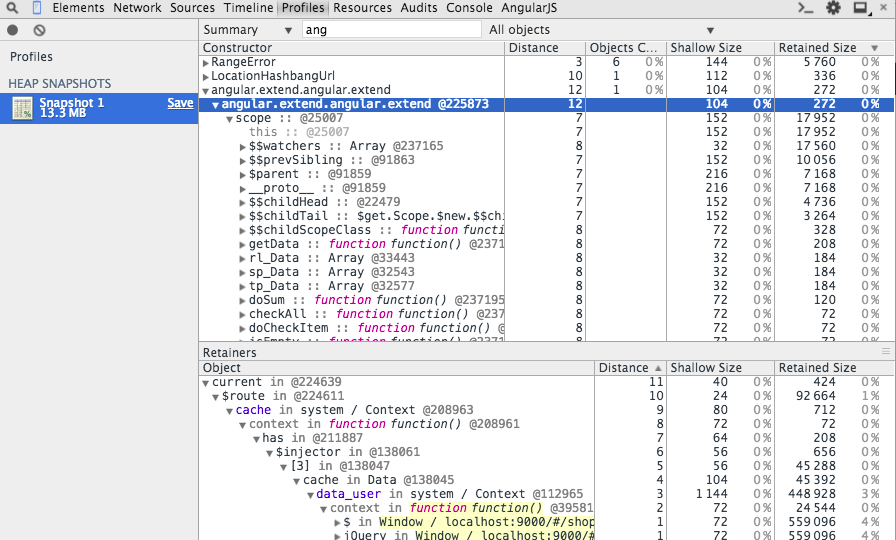 Elements Network Sources Timeline Profiles Resources Audits Console AngularJS
Summary ▼ ang All objects ▼
Profiles
HEAP SNAPSHOTS
Snapshot 1 Save
13.3 MB
Constructor Distance Objects C... Shallow Size Retained Size ▼
RangeError 3 6 0% 144 0% 5 760 0%
LocationHashbangUrl 10 1 0% 112 0% 336 0%
angular.extend.angular.extend 12 1 0% 104 0% 272 0%
angular.extend.angular.extend @225873 12 104 0% 272 0%
scope :: @25007 7 152 0% 17 952 0%
this :: @25007 7 152 0% 17 952 0%
$$watchers :: Array @237165 8 32 0% 17 560 0%
$$prevSibling :: @91863 7 152 0% 10 056 0%
$parent :: @91859 7 216 0% 7 168 0%
__proto__ :: @91859 7 216 0% 7 168 0%
$$childHead :: @22479 7 152 0% 4 736 0%
$$childTail :: $get.Scope.$new.$$chi 7 152 0% 3 264 0%
$$childScopeClass :: function functi 8 72 0% 328 0%
getData :: function function() @2371 8 72 0% 208 0%
rl_Data :: Array @33443 8 32 0% 184 0%
sp_Data :: Array @32543 8 32 0% 184 0%
tp_Data :: Array @32577 8 32 0% 184 0%
doSum :: function function() @237195 8 72 0% 120 0%
checkAll :: function function() @237 8 72 0% 72 0%
doCheckItem :: function function() @ 8 72 0% 72 0%
isEmpty :: function function() @2371 8 72 0% 72 0%
Retainers
Object Distance ▲ Shallow Size Retained Size
current in @224639 11 40 0% 424 0%
$route in @224611 10 24 0% 92 664 1%
cache in system / Context @208963 9 80 0% 712 0%
context in function function() @208961 8 72 0% 72 0%
has in @211887 7 64 0% 208 0%
$injector in @138061 6 56 0% 656 0%
[3] in @138047 5 56 0% 45 288 0%
cache in Data @138045 4 104 0% 45 392 0%
data_user in system / Context @112965 3 1 144 0% 448 928 3%
context in function function() @39581 2 72 0% 24 544 0%
$ in Window / localhost:9000/#/shop 1 72 0% 559 096 4%
jQuery in Window / localhost:9000/# 1 72 0% 559 096 4%